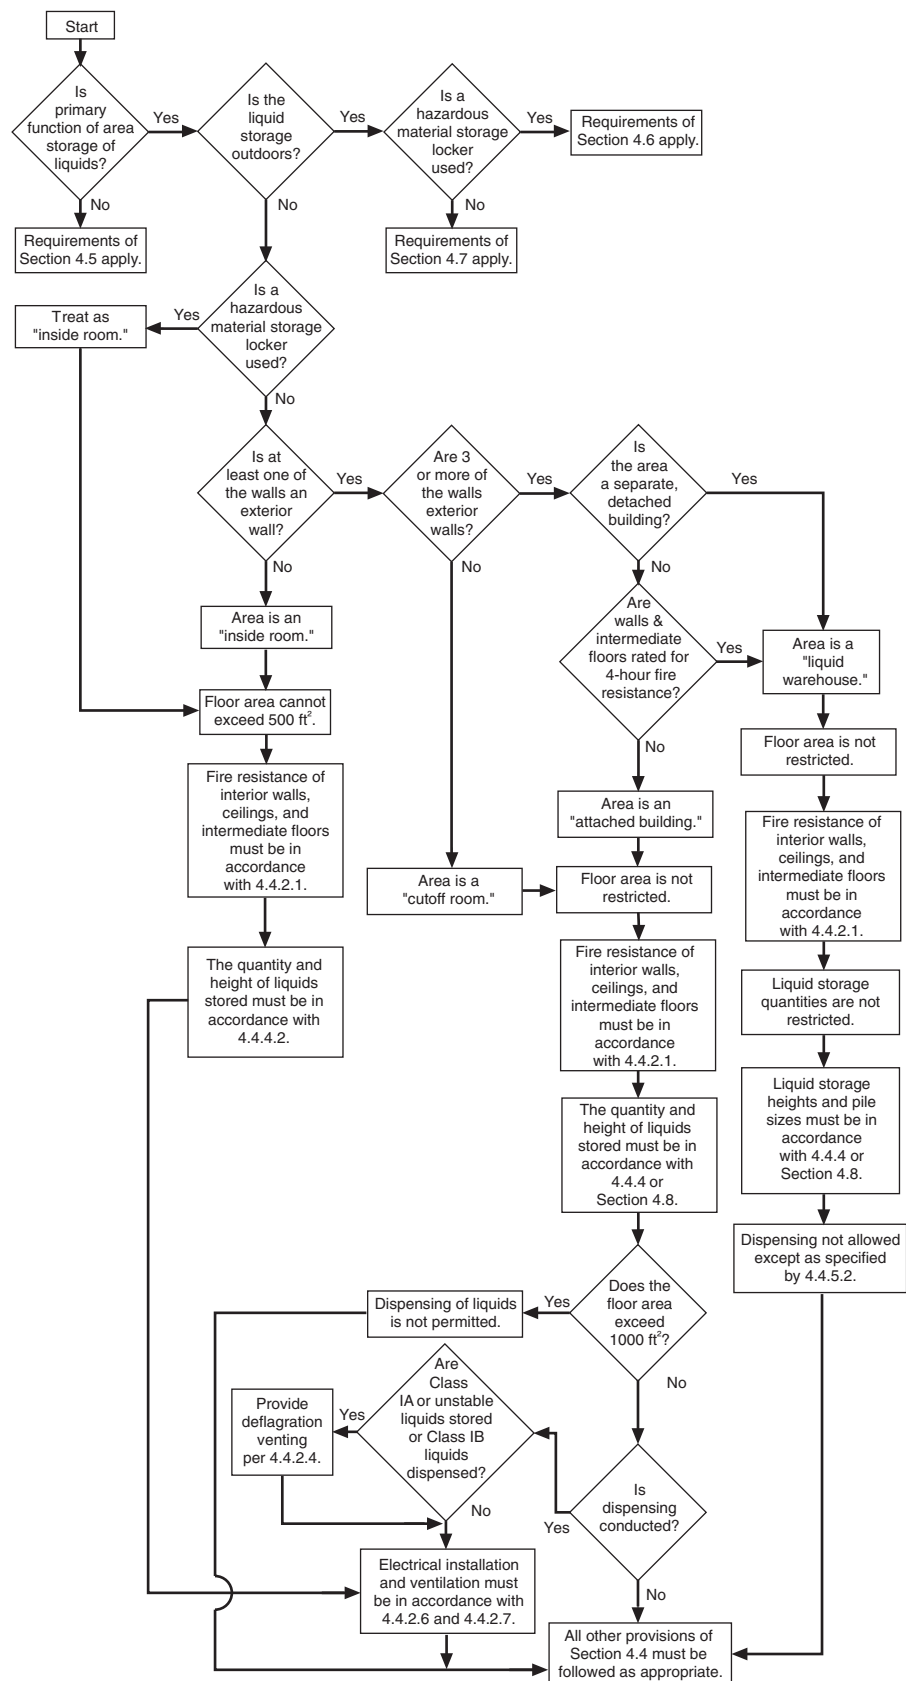 Start
Is
primary
function of area
storage of
liquids?
Yes
Is the
liquid
storage
outdoors?
Yes
Is a
hazardous
material storage
locker
used?
Yes
Requirements of
Section 4.6 apply.
No
No
No
Requirements of
Section 4.5 apply.
Requirements of
Section 4.7 apply.
Is a
hazardous
material storage
locker
used?
Yes
Treat as
"inside room."
No
Is at
least one of
the walls an
exterior
wall?
Yes
Are 3
or more of
the walls
exterior
walls?
Yes
Is
the area
a separate,
detached
building?
Yes
No
No
No
Area is an
"inside room."
Are
walls &
intermediate
floors rated for
4-hour fire
resistance?
Yes
Area is a
"liquid
warehouse."
Floor area cannot
exceed 500 ft².
No
Floor area is not
restricted.
Fire resistance of
interior walls,
ceilings, and
intermediate floors
must be in
accordance
with 4.4.2.1.
Area is an
"attached building."
Fire resistance of
interior walls,
ceilings, and
intermediate floors
must be in
accordance
with 4.4.2.1.
Area is a
"cutoff room."
Floor area is not
restricted.
The quantity and
height of liquids
stored must be in
accordance with
4.4.4.2.
Fire resistance of
interior walls,
ceilings, and
intermediate floors
must be in
accordance
with 4.4.2.1.
Liquid storage
quantities are not
restricted.
Liquid storage
heights and pile
sizes must be in
accordance
with 4.4.4 or
Section 4.8.
The quantity and
height of liquids
stored must be in
accordance with
4.4.4 or
Section 4.8.
Dispensing not allowed
except as specified
by 4.4.5.2.
Does the
floor area
exceed
1000 ft²?
Yes
Dispensing of liquids
is not permitted.
No
Are
Class
IA or unstable
liquids stored
or Class IB
liquids
dispensed?
Yes
Provide
deflagration
venting
per 4.4.2.4.
Is
dispensing
conducted?
Yes
No
Electrical installation
and ventilation must
be in accordance with
4.4.2.6 and 4.4.2.7.
No
All other provisions of
Section 4.4 must be
followed as appropriate.